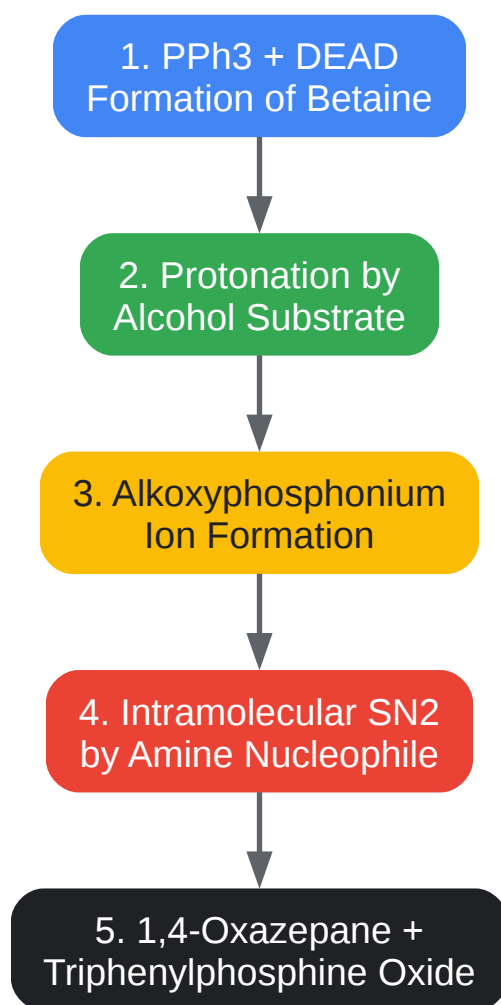 1. PPh3 + DEAD
Formation of Betaine
2. Protonation by
Alcohol Substrate
3. Alkoxyphosphonium
Ion Formation
4. Intramolecular SN2
by Amine Nucleophile
5. 1,4-Oxazepane +
Triphenylphosphine Oxide